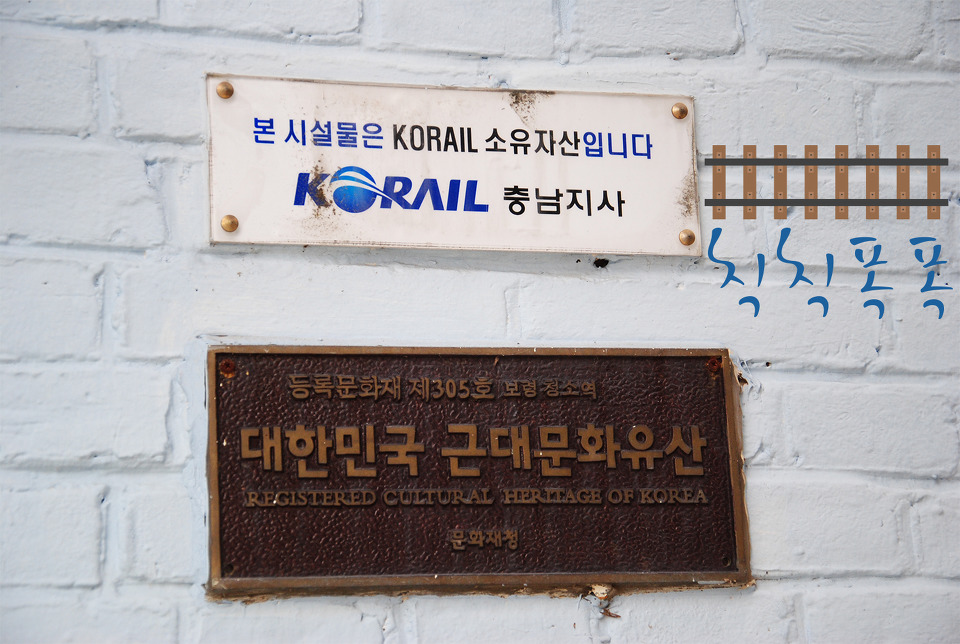 본 시설물은 KORAIL 소유자산입니다
KORAIL 충남지사
칙칙폭폭
등록문화재 제305호 보령 청소역
대한민국 근대문화유산
REGISTERED CULTURAL HERITAGE OF KOREA
문화재청